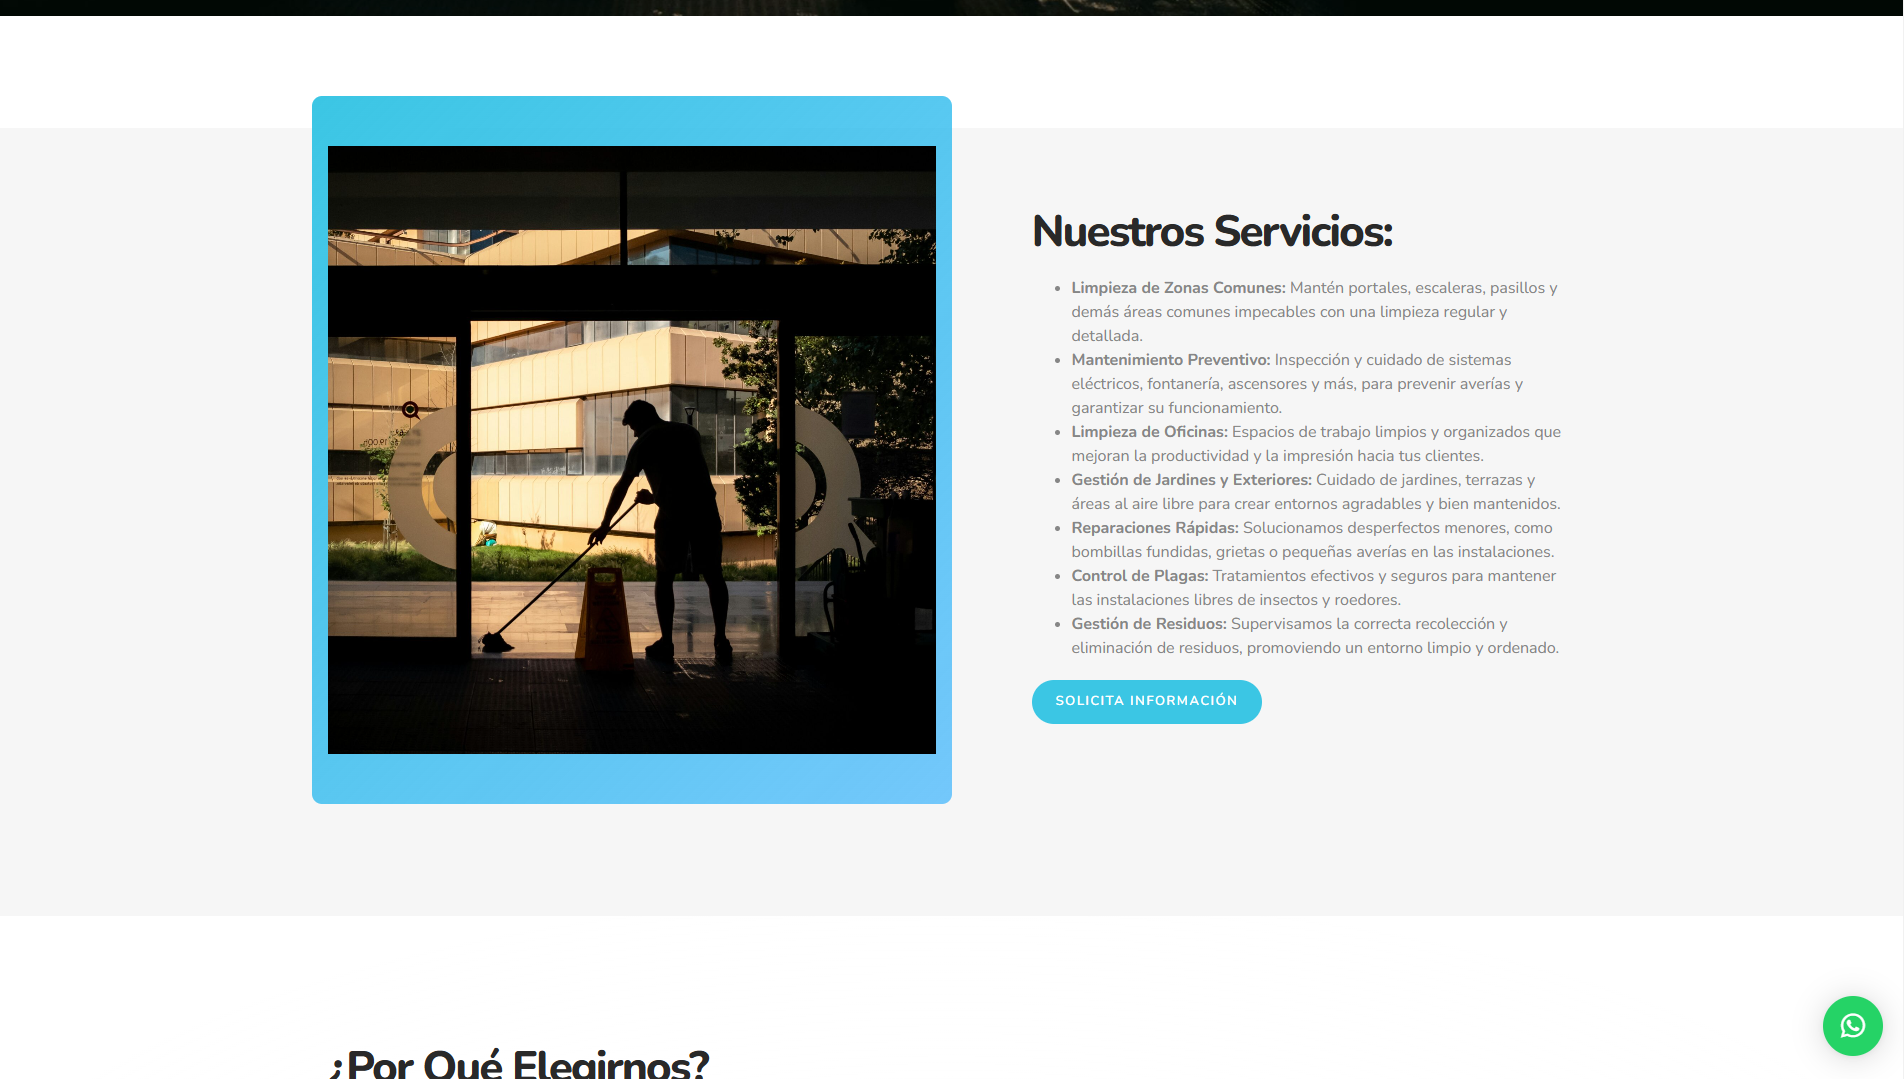 Nuestros Servicios:
Limpieza de Zonas Comunes: Mantén portales, escaleras, pasillos y
demás áreas comunes impecables con una limpieza regular y
detallada.
Mantenimiento Preventivo: Inspección y cuidado de sistemas
eléctricos, fontanería, ascensores y más, para prevenir averías y
garantizar su funcionamiento.
Limpieza de Oficinas: Espacios de trabajo limpios y organizados que
mejoran la productividad y la impresión hacia tus clientes.
Gestión de Jardines y Exteriores: Cuidado de jardines, terrazas y
áreas al aire libre para crear entornos agradables y bien mantenidos.
Reparaciones Rápidas: Solucionamos desperfectos menores, como
bombillas fundidas, grietas o pequeñas averías en las instalaciones.
Control de Plagas: Tratamientos efectivos y seguros para mantener
las instalaciones libres de insectos y roedores.
Gestión de Residuos: Supervisamos la correcta recolección y
eliminación de residuos, promoviendo un entorno limpio y ordenado.
SOLICITA INFORMACIÓN
¿Por Qué Elegirnos?